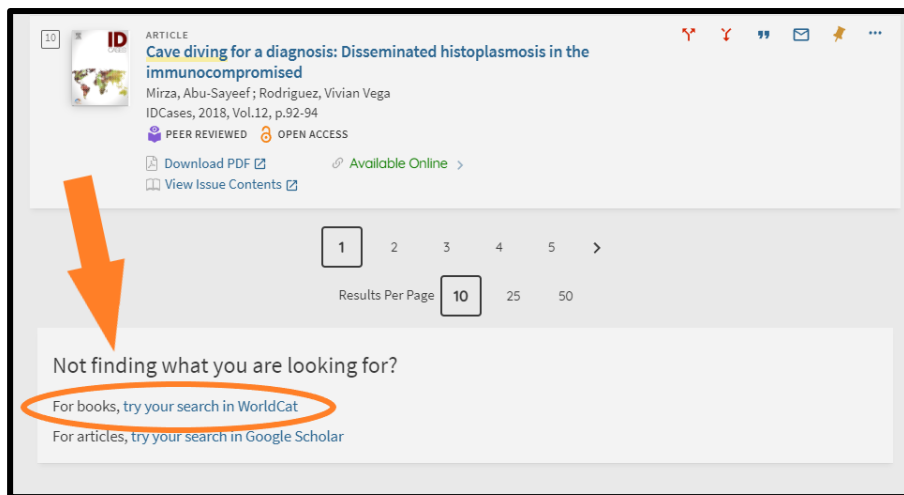 10
ID
CASES
ARTICLE
Cave diving for a diagnosis: Disseminated histoplasmosis in the
immunocompromised
Mirza, Abu-Sayeef ; Rodriguez, Vivian Vega
IDCases, 2018, Vol.12, p.92-94
PEER REVIEWED OPEN ACCESS
Download PDF Available Online >
View Issue Contents
1 2 3 4 5 >
Results Per Page 10 25 50
Not finding what you are looking for?
For books, try your search in WorldCat
For articles, try your search in Google Scholar